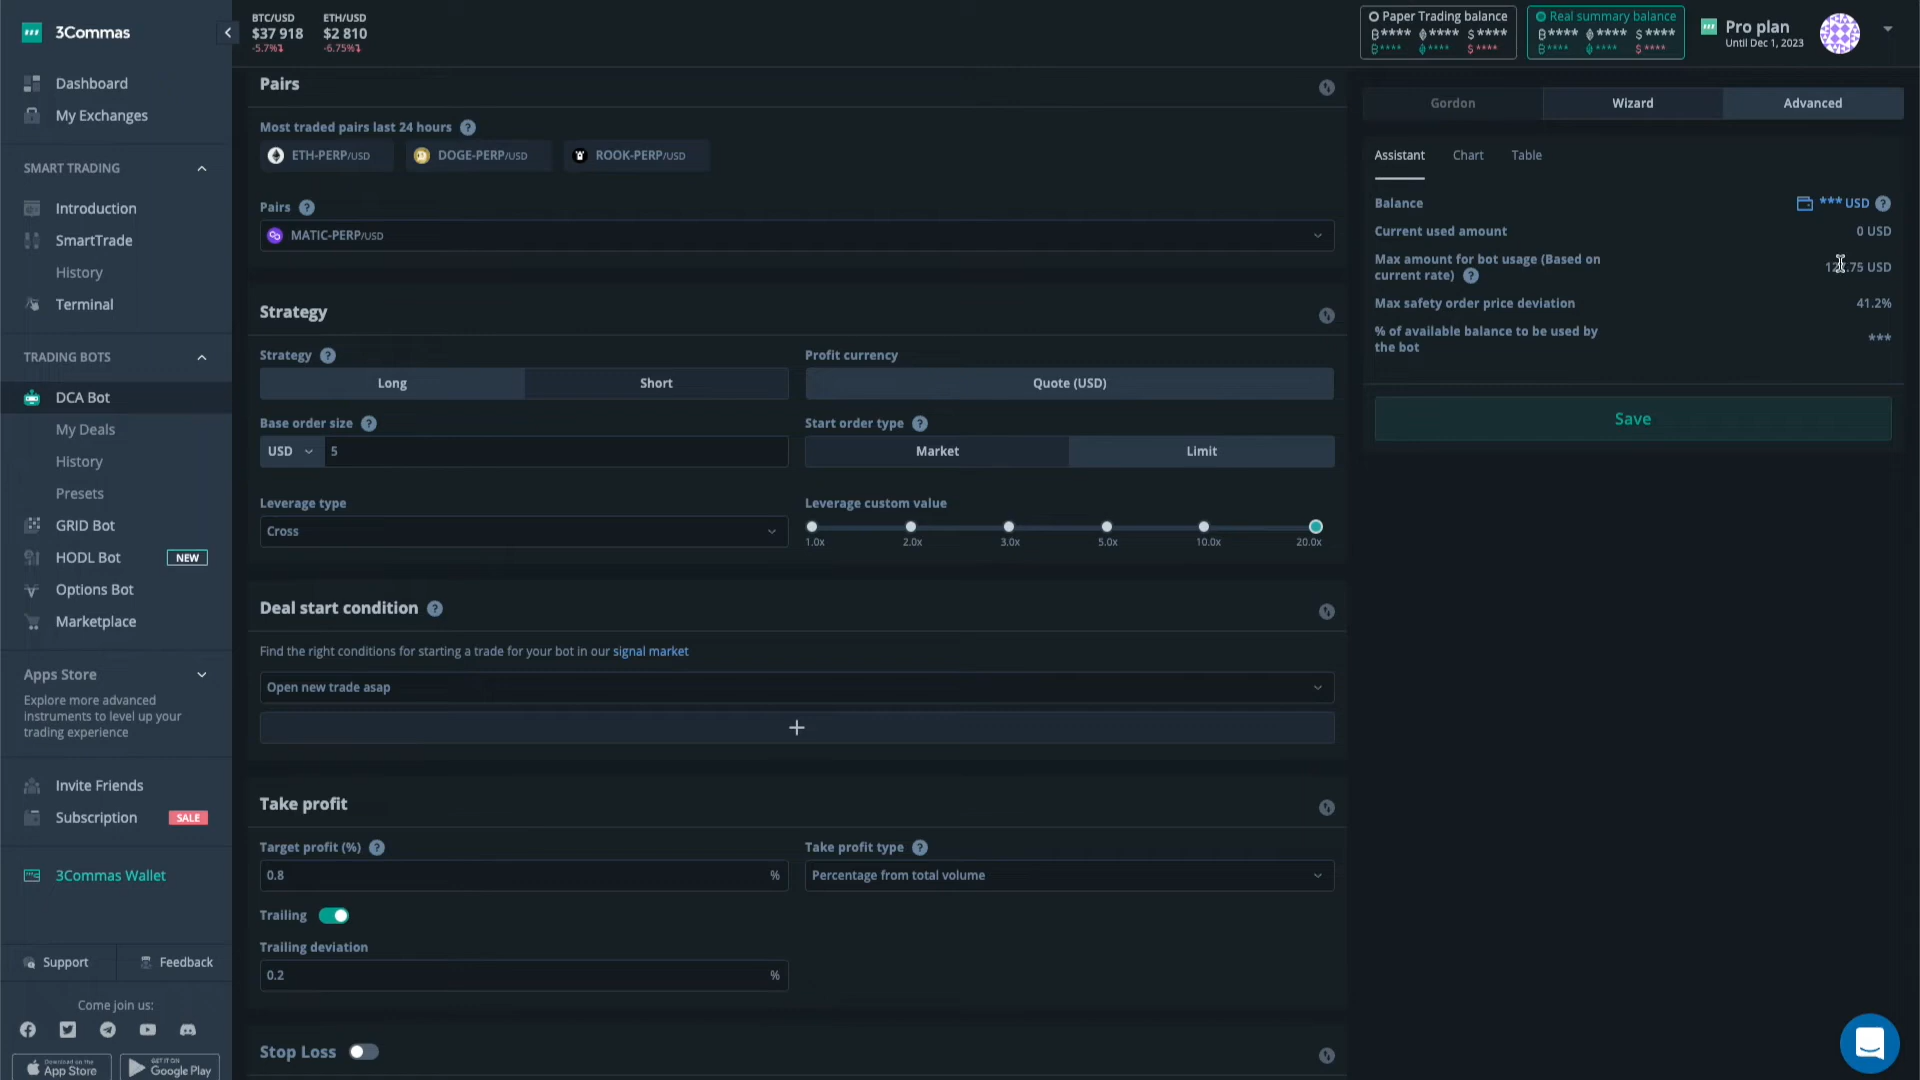 3Commas
BTC/USD
$37 918
-5.7%
ETH/USD
$2 810
-6.75%
Paper Trading balance
**** **** $ ****
**** **** $ ****
Real summary balance
**** **** $ ****
**** **** $ ****
Pro plan
Until Dec 1, 2023
Dashboard
My Exchanges
SMART TRADING
Introduction
SmartTrade
History
Terminal
TRADING BOTS
DCA Bot
My Deals
History
Presets
GRID Bot
HODL Bot NEW
Options Bot
Marketplace
Apps Store
Explore more advanced
instruments to level up your
trading experience
Invite Friends
Subscription SALE
3Commas Wallet
Support Feedback
Come join us:
Download on the
App Store
GET IT ON
Google Play
Pairs
Most traded pairs last 24 hours ?
ETH-PERP/USD DOGE-PERP/USD ROOK-PERP/USD
Pairs ?
MATIC-PERP/USD
Strategy
Strategy ? Profit currency
Long Short Quote (USD)
Base order size ? Start order type ?
USD 5 Market Limit
Leverage type Leverage custom value
Cross
1.0x 2.0x 3.0x 5.0x 10.0x 20.0x
Deal start condition ?
Find the right conditions for starting a trade for your bot in our signal market
Open new trade asap
+
Take profit
Target profit (%) ? Take profit type ?
0.8 % Percentage from total volume
Trailing
Trailing deviation
0.2 %
Stop Loss
Gordon Wizard Advanced
Assistant Chart Table
Balance *** USD ?
Current used amount 0 USD
Max amount for bot usage (Based on
current rate) ? USD
Max safety order price deviation 41.2%
% of available balance to be used by
the bot ***
Save